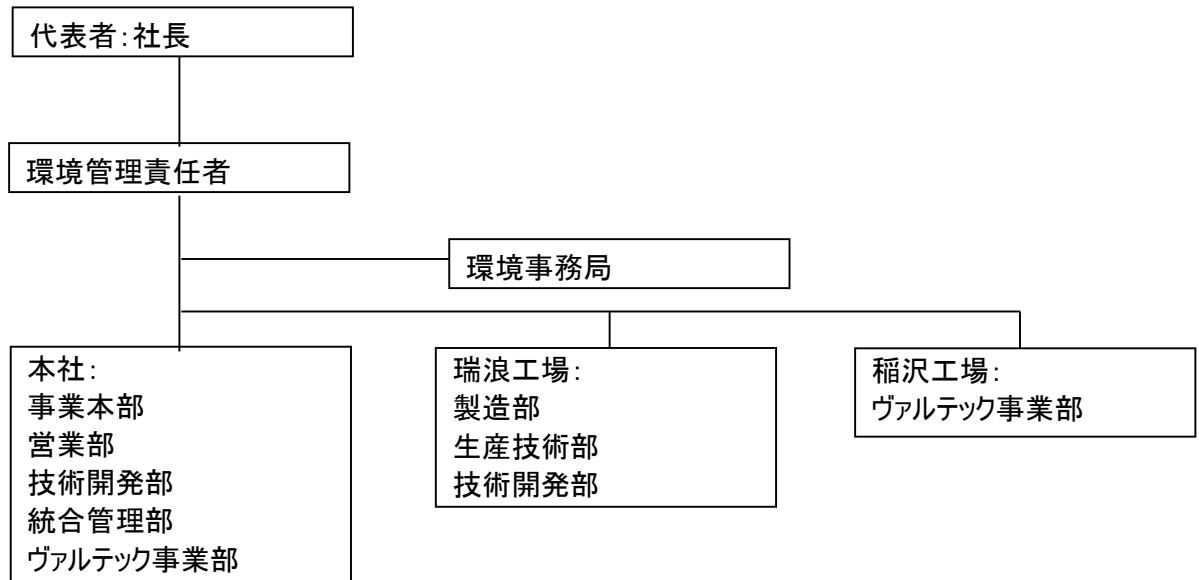 代表者：社長
環境管理責任者
環境事務局
本社：
事業本部
営業部
技術開発部
統合管理部
ヴァルテック事業部
瑞浪工場：
製造部
生産技術部
技術開発部
稲沢工場：
ヴァルテック事業部